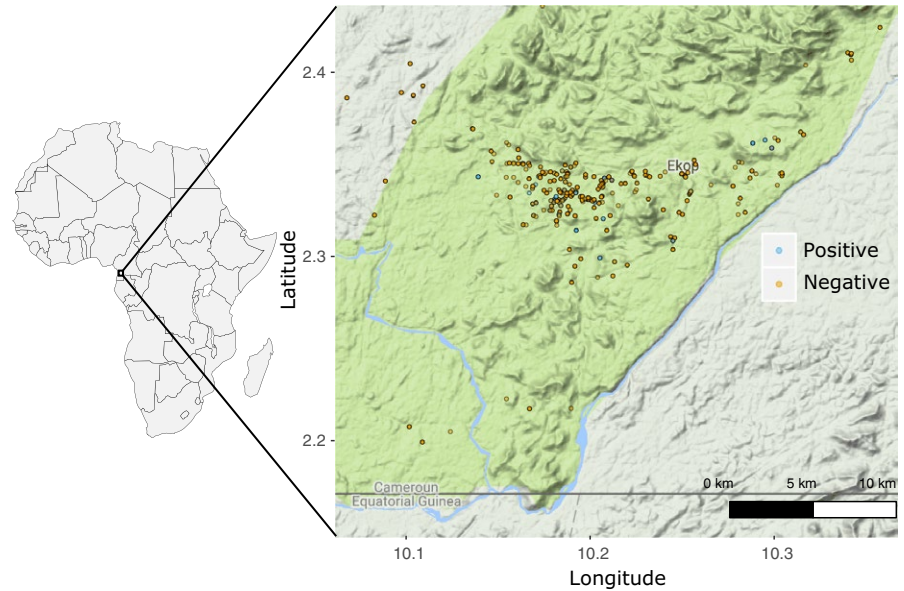 2.4
2.3
2.2
Latitude
Ekop
Positive
Negative
Cameroun
Equatorial Guinea
0 km 5 km 10 km
10.1 10.2 10.3
Longitude